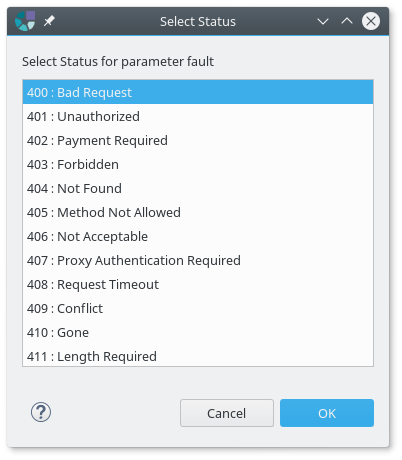 Select Status
Select Status for parameter fault
400 : Bad Request
401 : Unauthorized
402 : Payment Required
403 : Forbidden
404 : Not Found
405 : Method Not Allowed
406 : Not Acceptable
407 : Proxy Authentication Required
408 : Request Timeout
409 : Conflict
410 : Gone
411 : Length Required
?
Cancel
OK